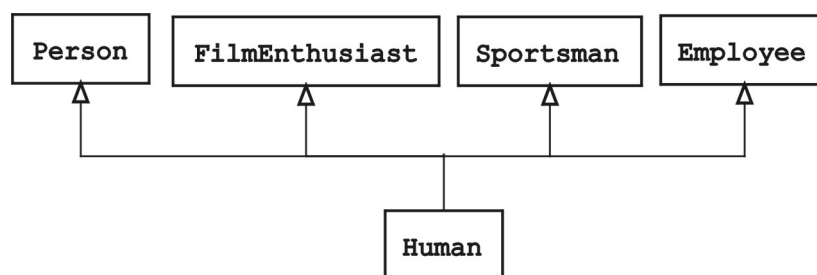 Person
FilmEnthusiast
Sportsman
Employee
Human